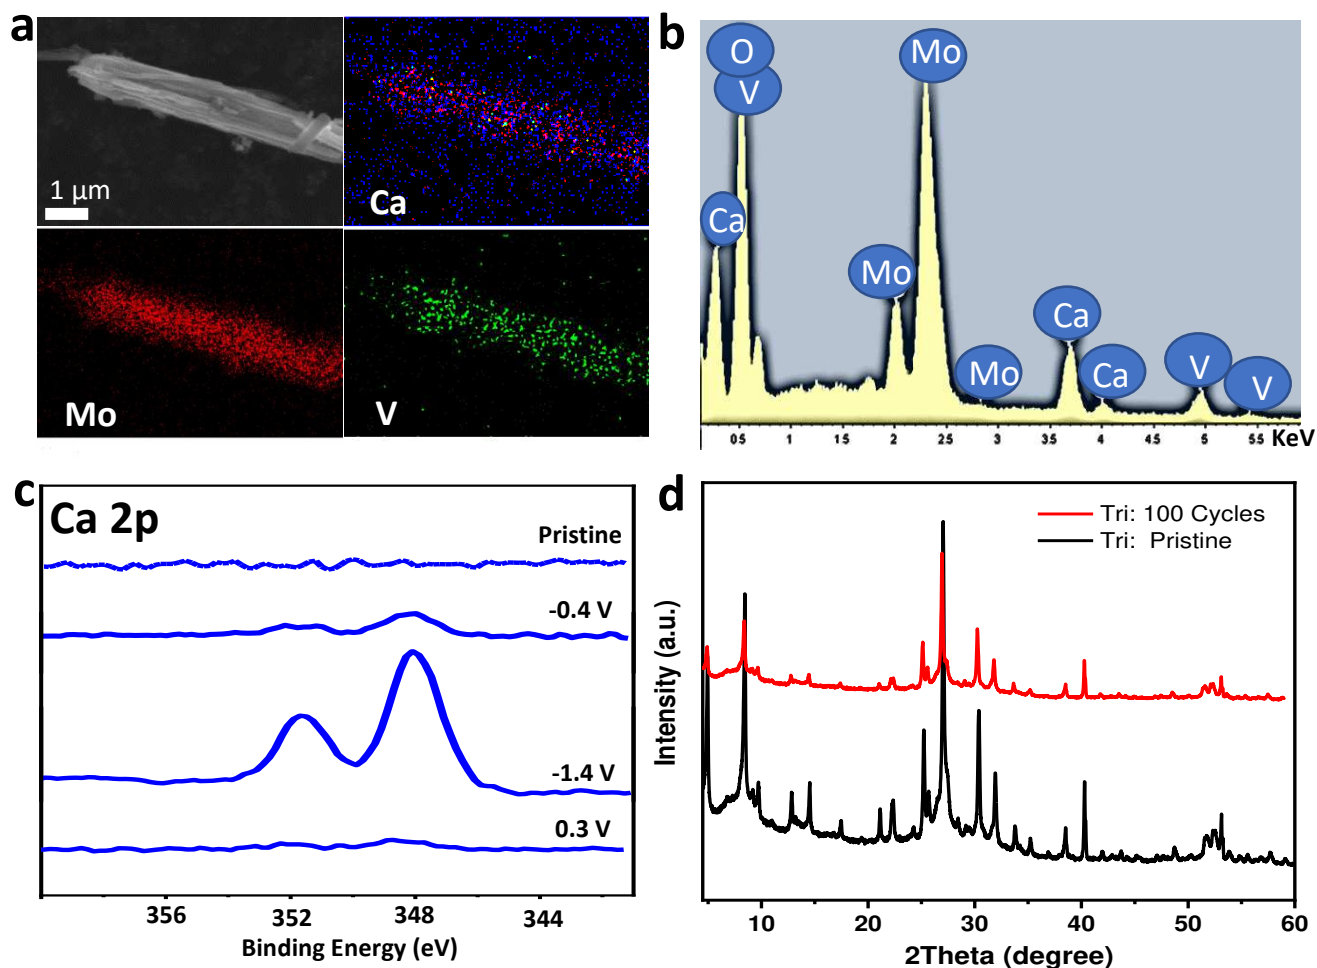 a
1 μm
Ca
Mo
V
b
O
V
Mo
Ca
Mo
Mo
Ca
Ca
V
V
0.5 1 15 2 2.5 3 3.5 4 4.5 5 5.5 KeV
c
Ca 2p
Pristine
-0.4 V
-1.4 V
0.3 V
356 352 348 344
Binding Energy (eV)
d
Tri: 100 Cycles
Tri: Pristine
Intensity (a.u.)
10 20 30 40 50 60
2Theta (degree)